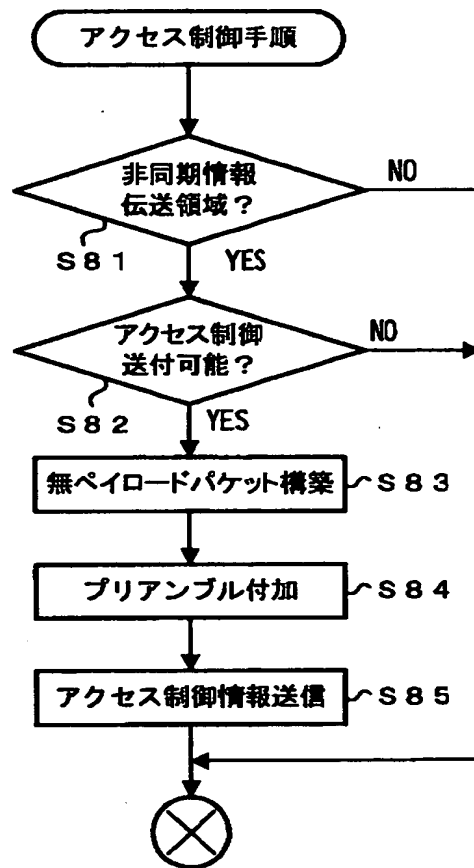 アクセス制御手順
非同期情報
伝送領域？
NO
S81
YES
アクセス制御
送付可能？
NO
S82
YES
無ペイロードパケット構築
S83
プリアンブル付加
S84
アクセス制御情報送信
S85